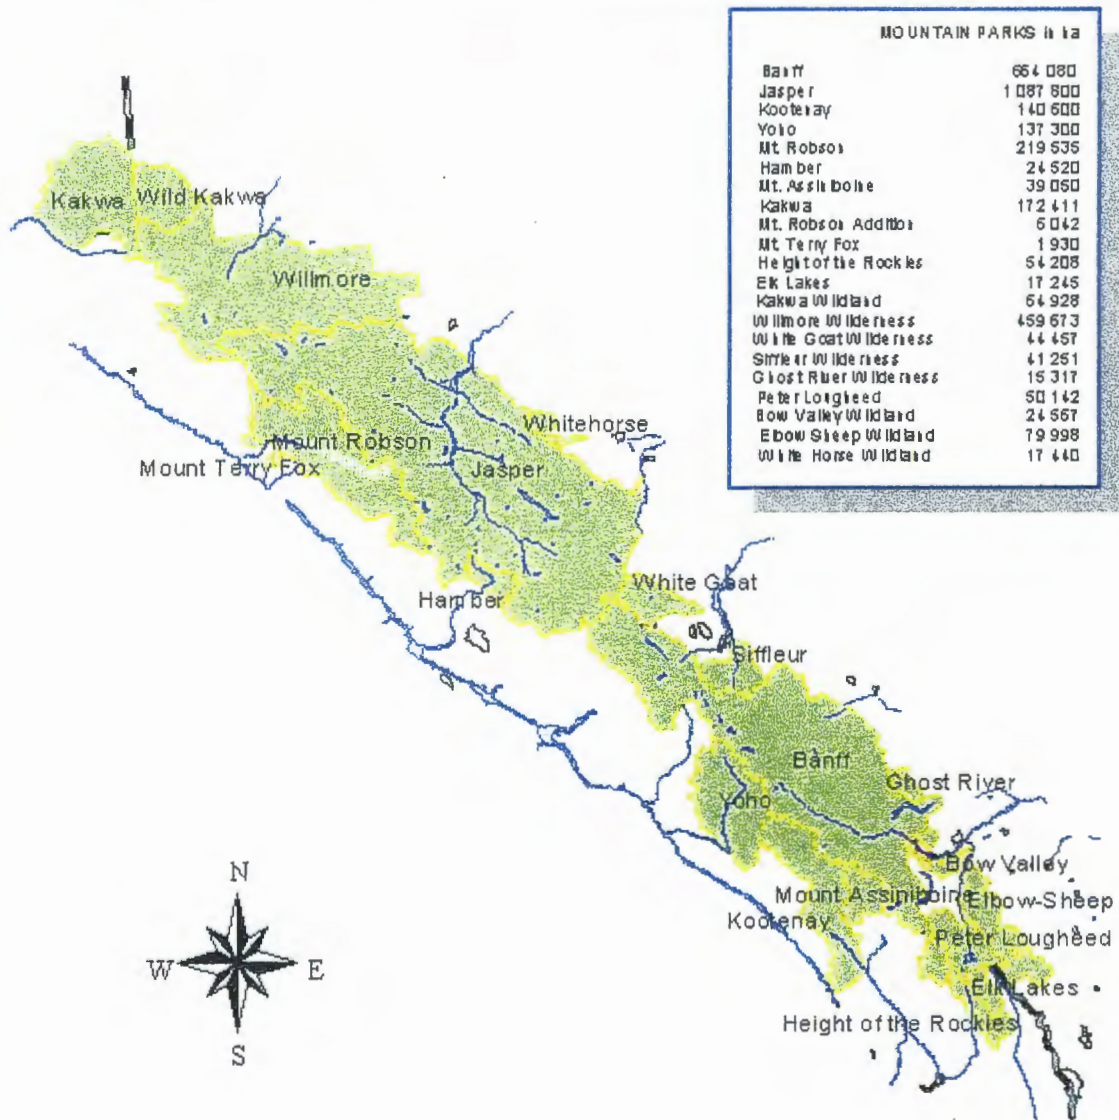 MOUNTAIN PARKS in ha
Banff 664 080
Jasper 1 087 800
Kootenay 140 600
Yoho 137 300
Mt. Robson 219 535
Hamber 24 520
Mt. Assiniboine 39 050
Kakwa 172 411
Mt. Robson Addition 6 042
Mt Terry Fox 1 930
Height of the Rockies 54 208
Elk Lakes 17 245
Kakwa Wildland 64 928
Willmore Wilderness 459 673
White Goat Wilderness 44 457
Siffleur Wilderness 41 251
Ghost River Wilderness 15 317
Peter Lougheed 50 142
Bow Valley Wildland 24 567
Elbow Sheep Wildland 79 998
White Horse Wildland 17 440
Kakwa Wild Kakwa
Willmore
Whitehorse
Mount Robson
Mount Terry Fox
Jasper
White Goat
Hamber
Siffleur
Banff
Ghost River
Yoho
Bow Valley
Mount Assiniboine
Elbow-Sheep
Kootenay
Peter Lougheed
Elk Lakes
Height of the Rockies
N
W E
S